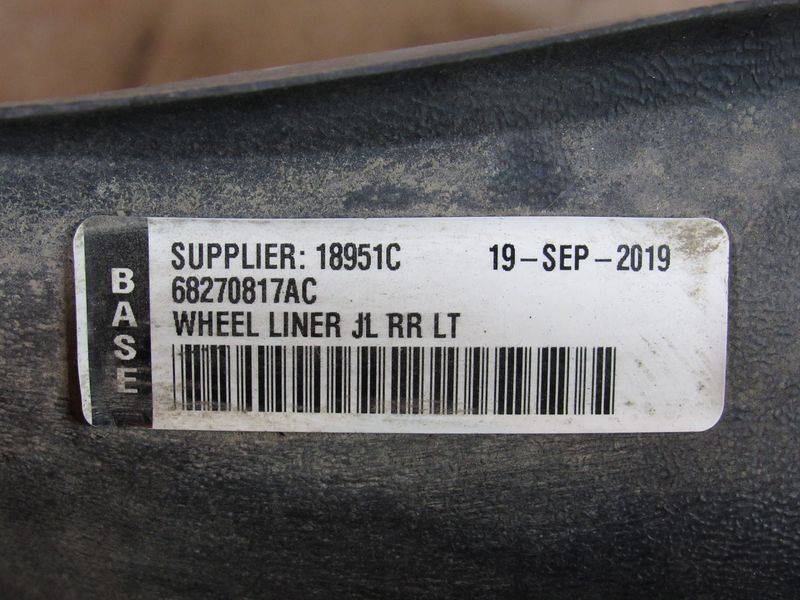 BASE
SUPPLIER: 18951C 19-SEP-2019
68270817AC
WHEEL LINER JL RR LT